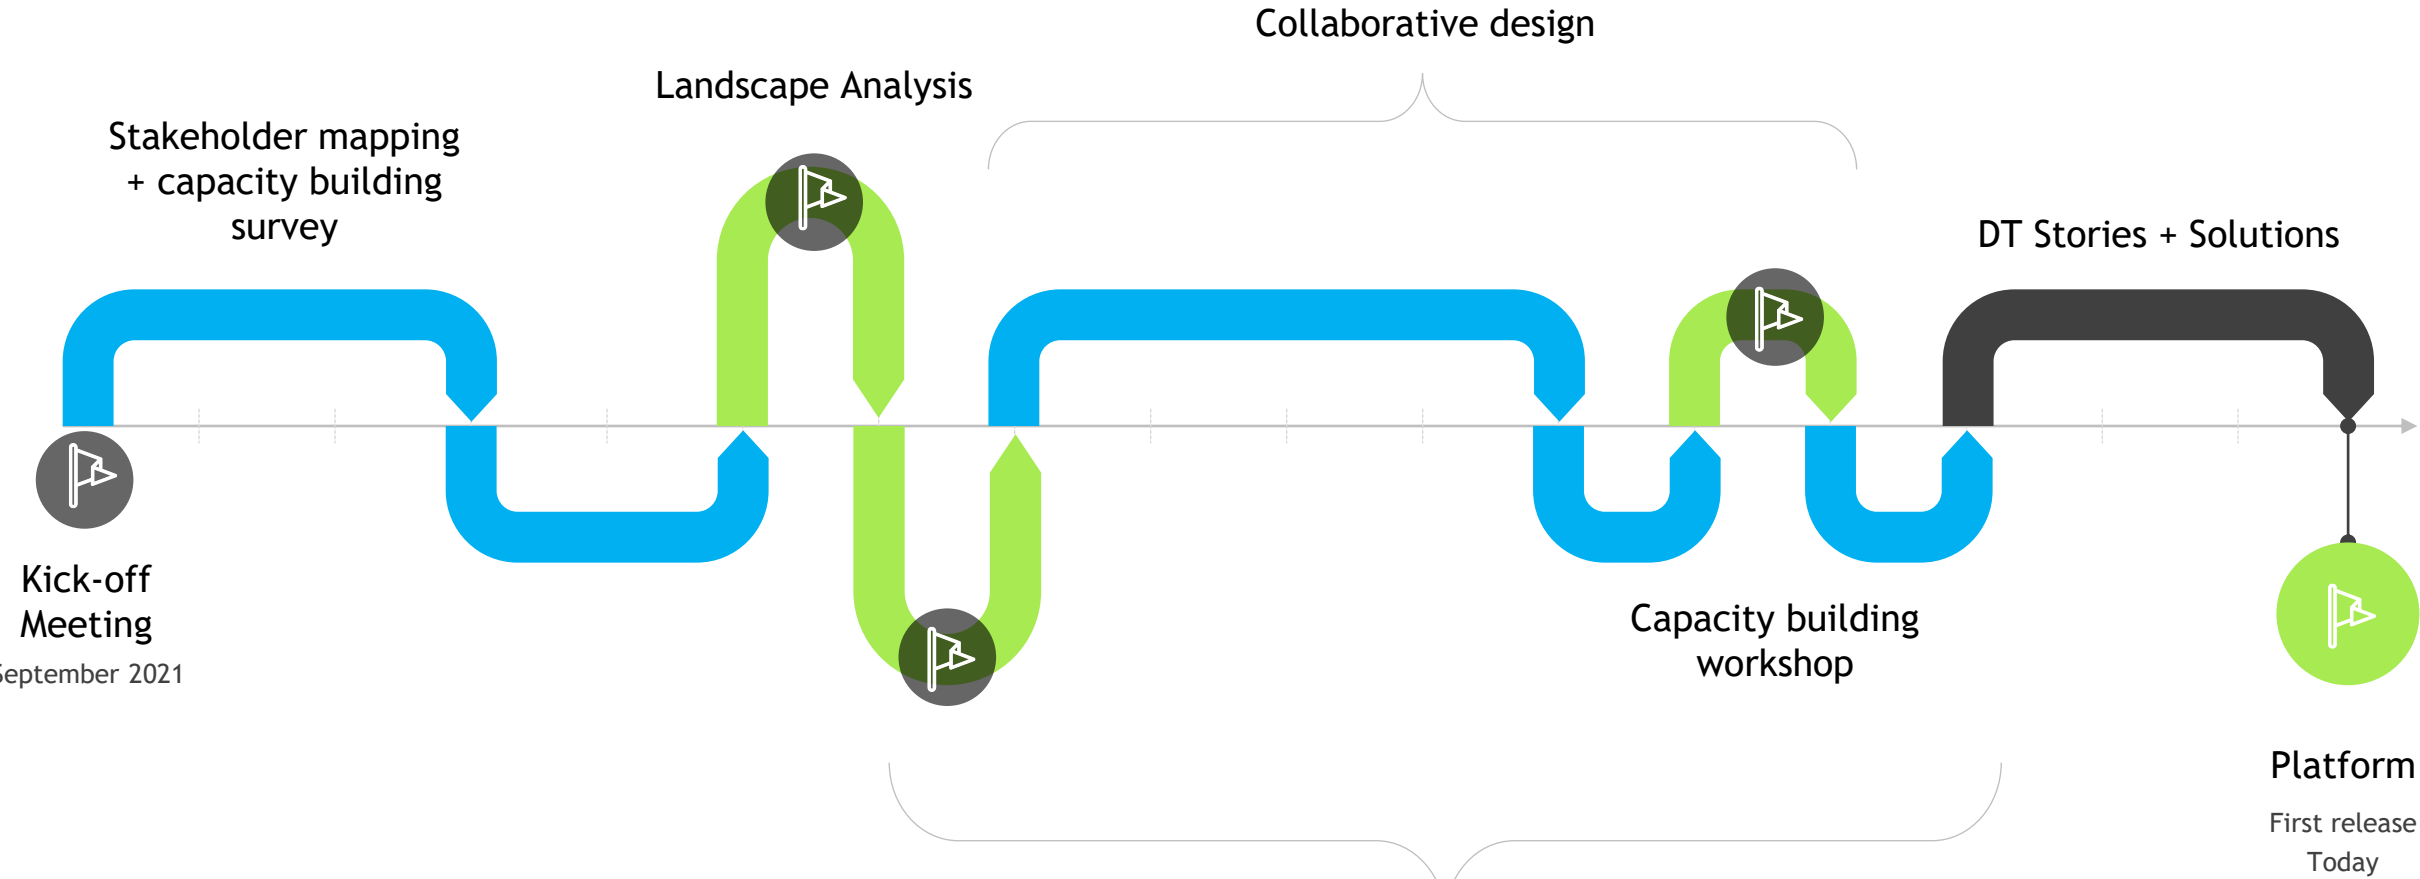 Collaborative design
Landscape Analysis
Stakeholder mapping
+ capacity building
survey
DT Stories + Solutions
Kick-off
Meeting
September 2021
Capacity building
workshop
Platform
First release
Today